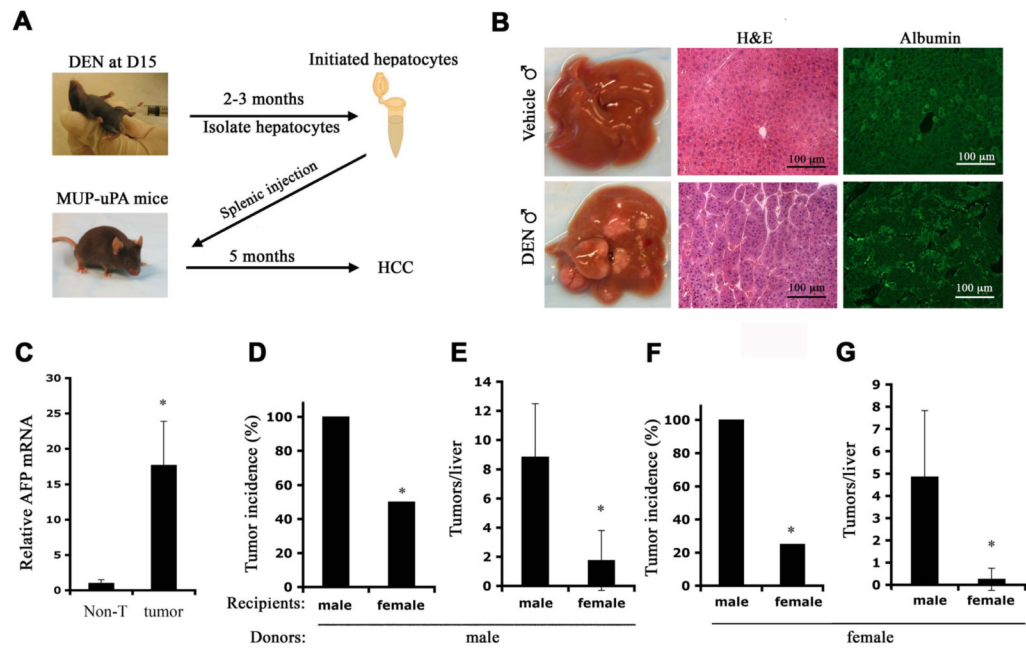 A
DEN at D15
Initiated hepatocytes
2-3 months
Isolate hepatocytes
Splenic injection
MUP-uPA mice
5 months
HCC
B
H&E
Albumin
Vehicle ♂
100 μm
100 μm
DEN ♂
100 μm
100 μm
C
Relative AFP mRNA
30
25
20
15
10
5
0
*
Non-T
tumor
D
Tumor incidence (%)
100
80
60
40
20
0
*
Recipients:
male
female
E
Tumors/liver
14
12
10
8
6
4
2
0
*
male
female
Donors:
male
F
Tumor incidence (%)
100
80
60
40
20
0
*
male
female
G
Tumors/liver
9
8
7
6
5
4
3
2
1
0
*
male
female
female